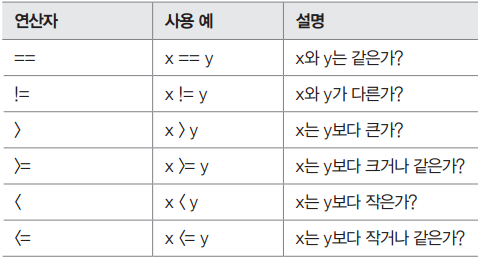 연산자 사용 예 설명
== x == y x와 y는 같은가?
!= x != y x와 y가 다른가?
> x > y x는 y보다 큰가?
>= x >= y x는 y보다 크거나 같은가?
< x < y x는 y보다 작은가?
<= x <= y x는 y보다 작거나 같은가?